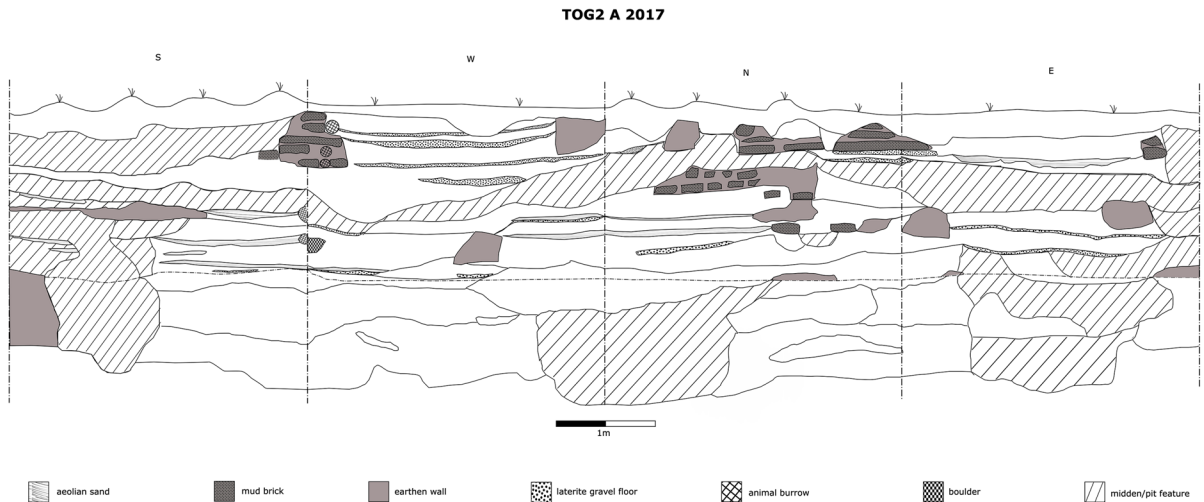 TOG2 A 2017
S
W
N
E
1m
aeolian sand
mud brick
earthen wall
laterite gravel floor
animal burrow
boulder
midden/pit feature